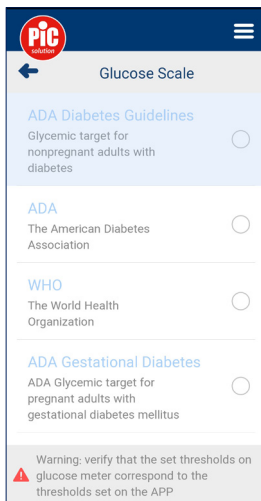 PiC
solution
Glucose Scale
ADA Diabetes Guidelines
Glycemic target for
nonpregnant adults with
diabetes
ADA
The American Diabetes
Association
WHO
The World Health
Organization
ADA Gestational Diabetes
ADA Glycemic target for
pregnant adults with
gestational diabetes mellitus
Warning: verify that the set thresholds on
glucose meter correspond to the
thresholds set on the APP